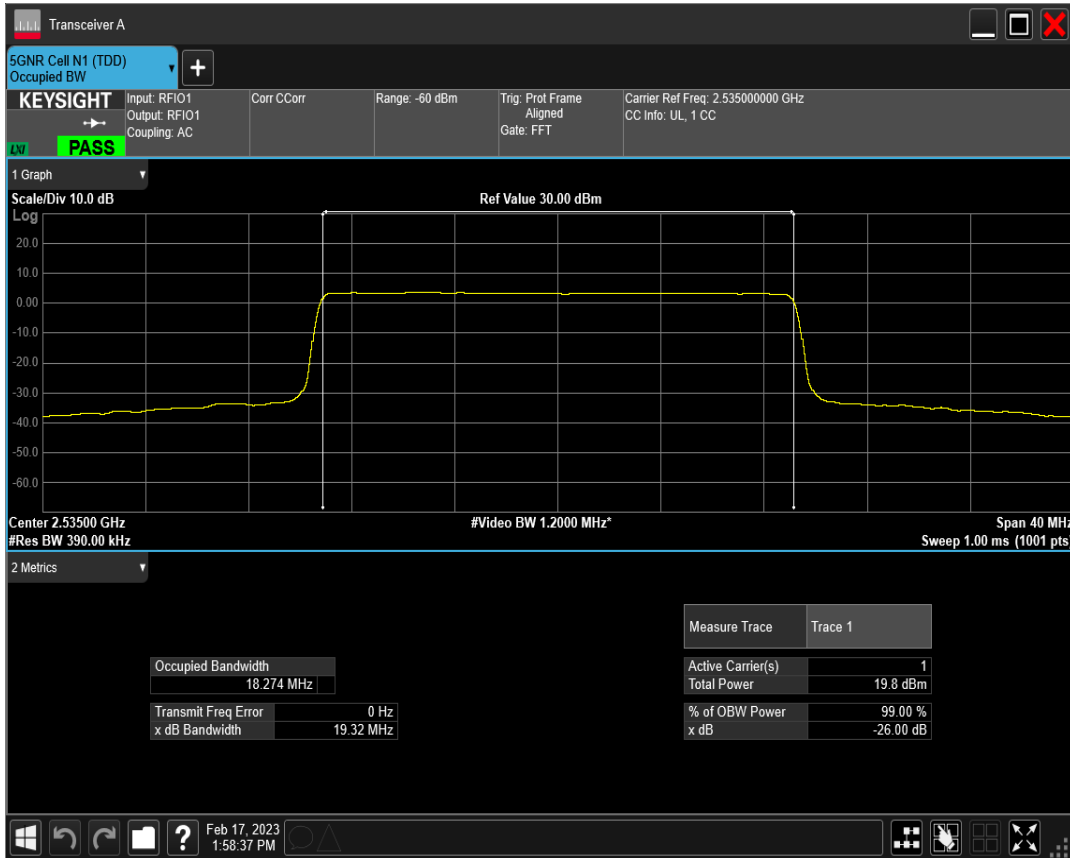 Transceiver A
5GNR Cell N1 (TDD)
Occupied BW
+
KEYSIGHT
LXI
PASS
Input: RFIO1
Output: RFIO1
Coupling: AC
Corr CCorr
Range: -60 dBm
Trig: Prot Frame
Aligned
Gate: FFT
Carrier Ref Freq: 2.535000000 GHz
CC Info: UL, 1 CC
1 Graph
Scale/Div 10.0 dB
Ref Value 30.00 dBm
Log
20.0
10.0
0.00
-10.0
-20.0
-30.0
-40.0
-50.0
-60.0
Center 2.53500 GHz
#Video BW 1.2000 MHz*
Span 40 MHz
#Res BW 390.00 kHz
Sweep 1.00 ms (1001 pts)
2 Metrics
Measure Trace Trace 1
Occupied Bandwidth
18.274 MHz
Active Carrier(s) 1
Total Power 19.8 dBm
Transmit Freq Error 0 Hz
x dB Bandwidth 19.32 MHz
% of OBW Power 99.00 %
x dB -26.00 dB
?
Feb 17, 2023
1:58:37 PM